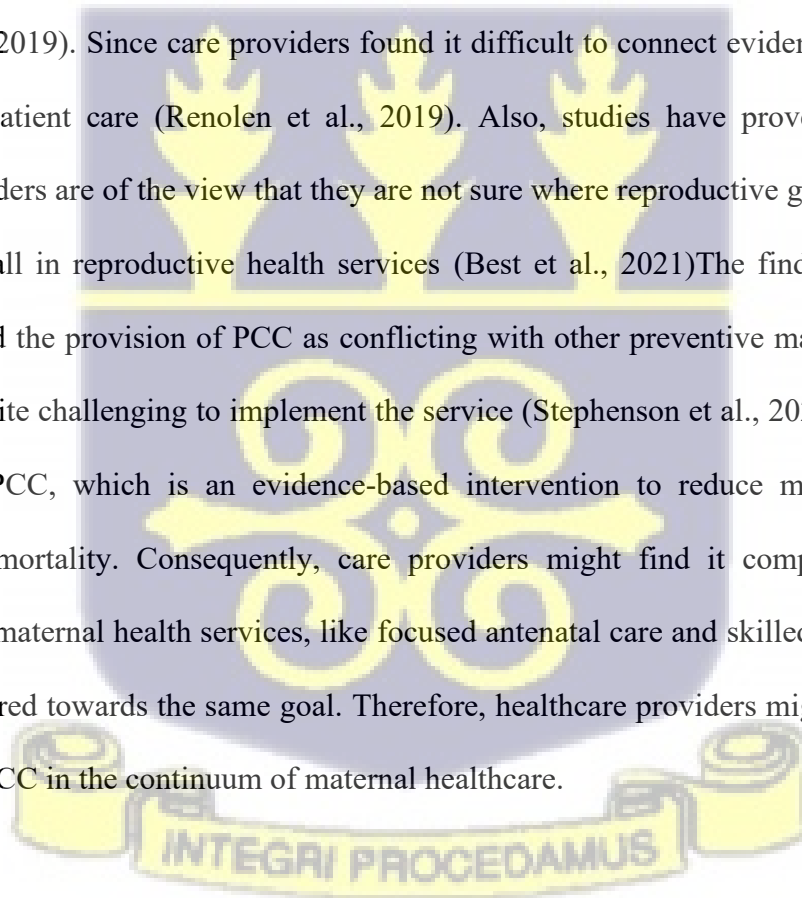 2019). Since care providers found it difficult to connect eviden
atient care (Renolen et al., 2019). Also, studies have prov
ders are of the view that they are not sure where reproductive g
all in reproductive health services (Best et al., 2021)The find
d the provision of PCC as conflicting with other preventive ma
ite challenging to implement the service (Stephenson et al., 20
PCC, which is an evidence-based intervention to reduce m
mortality. Consequently, care providers might find it comp
maternal health services, like focused antenatal care and skilled
red towards the same goal. Therefore, healthcare providers mig
CC in the continuum of maternal healthcare.
INTEGRI PROCEDAMUS